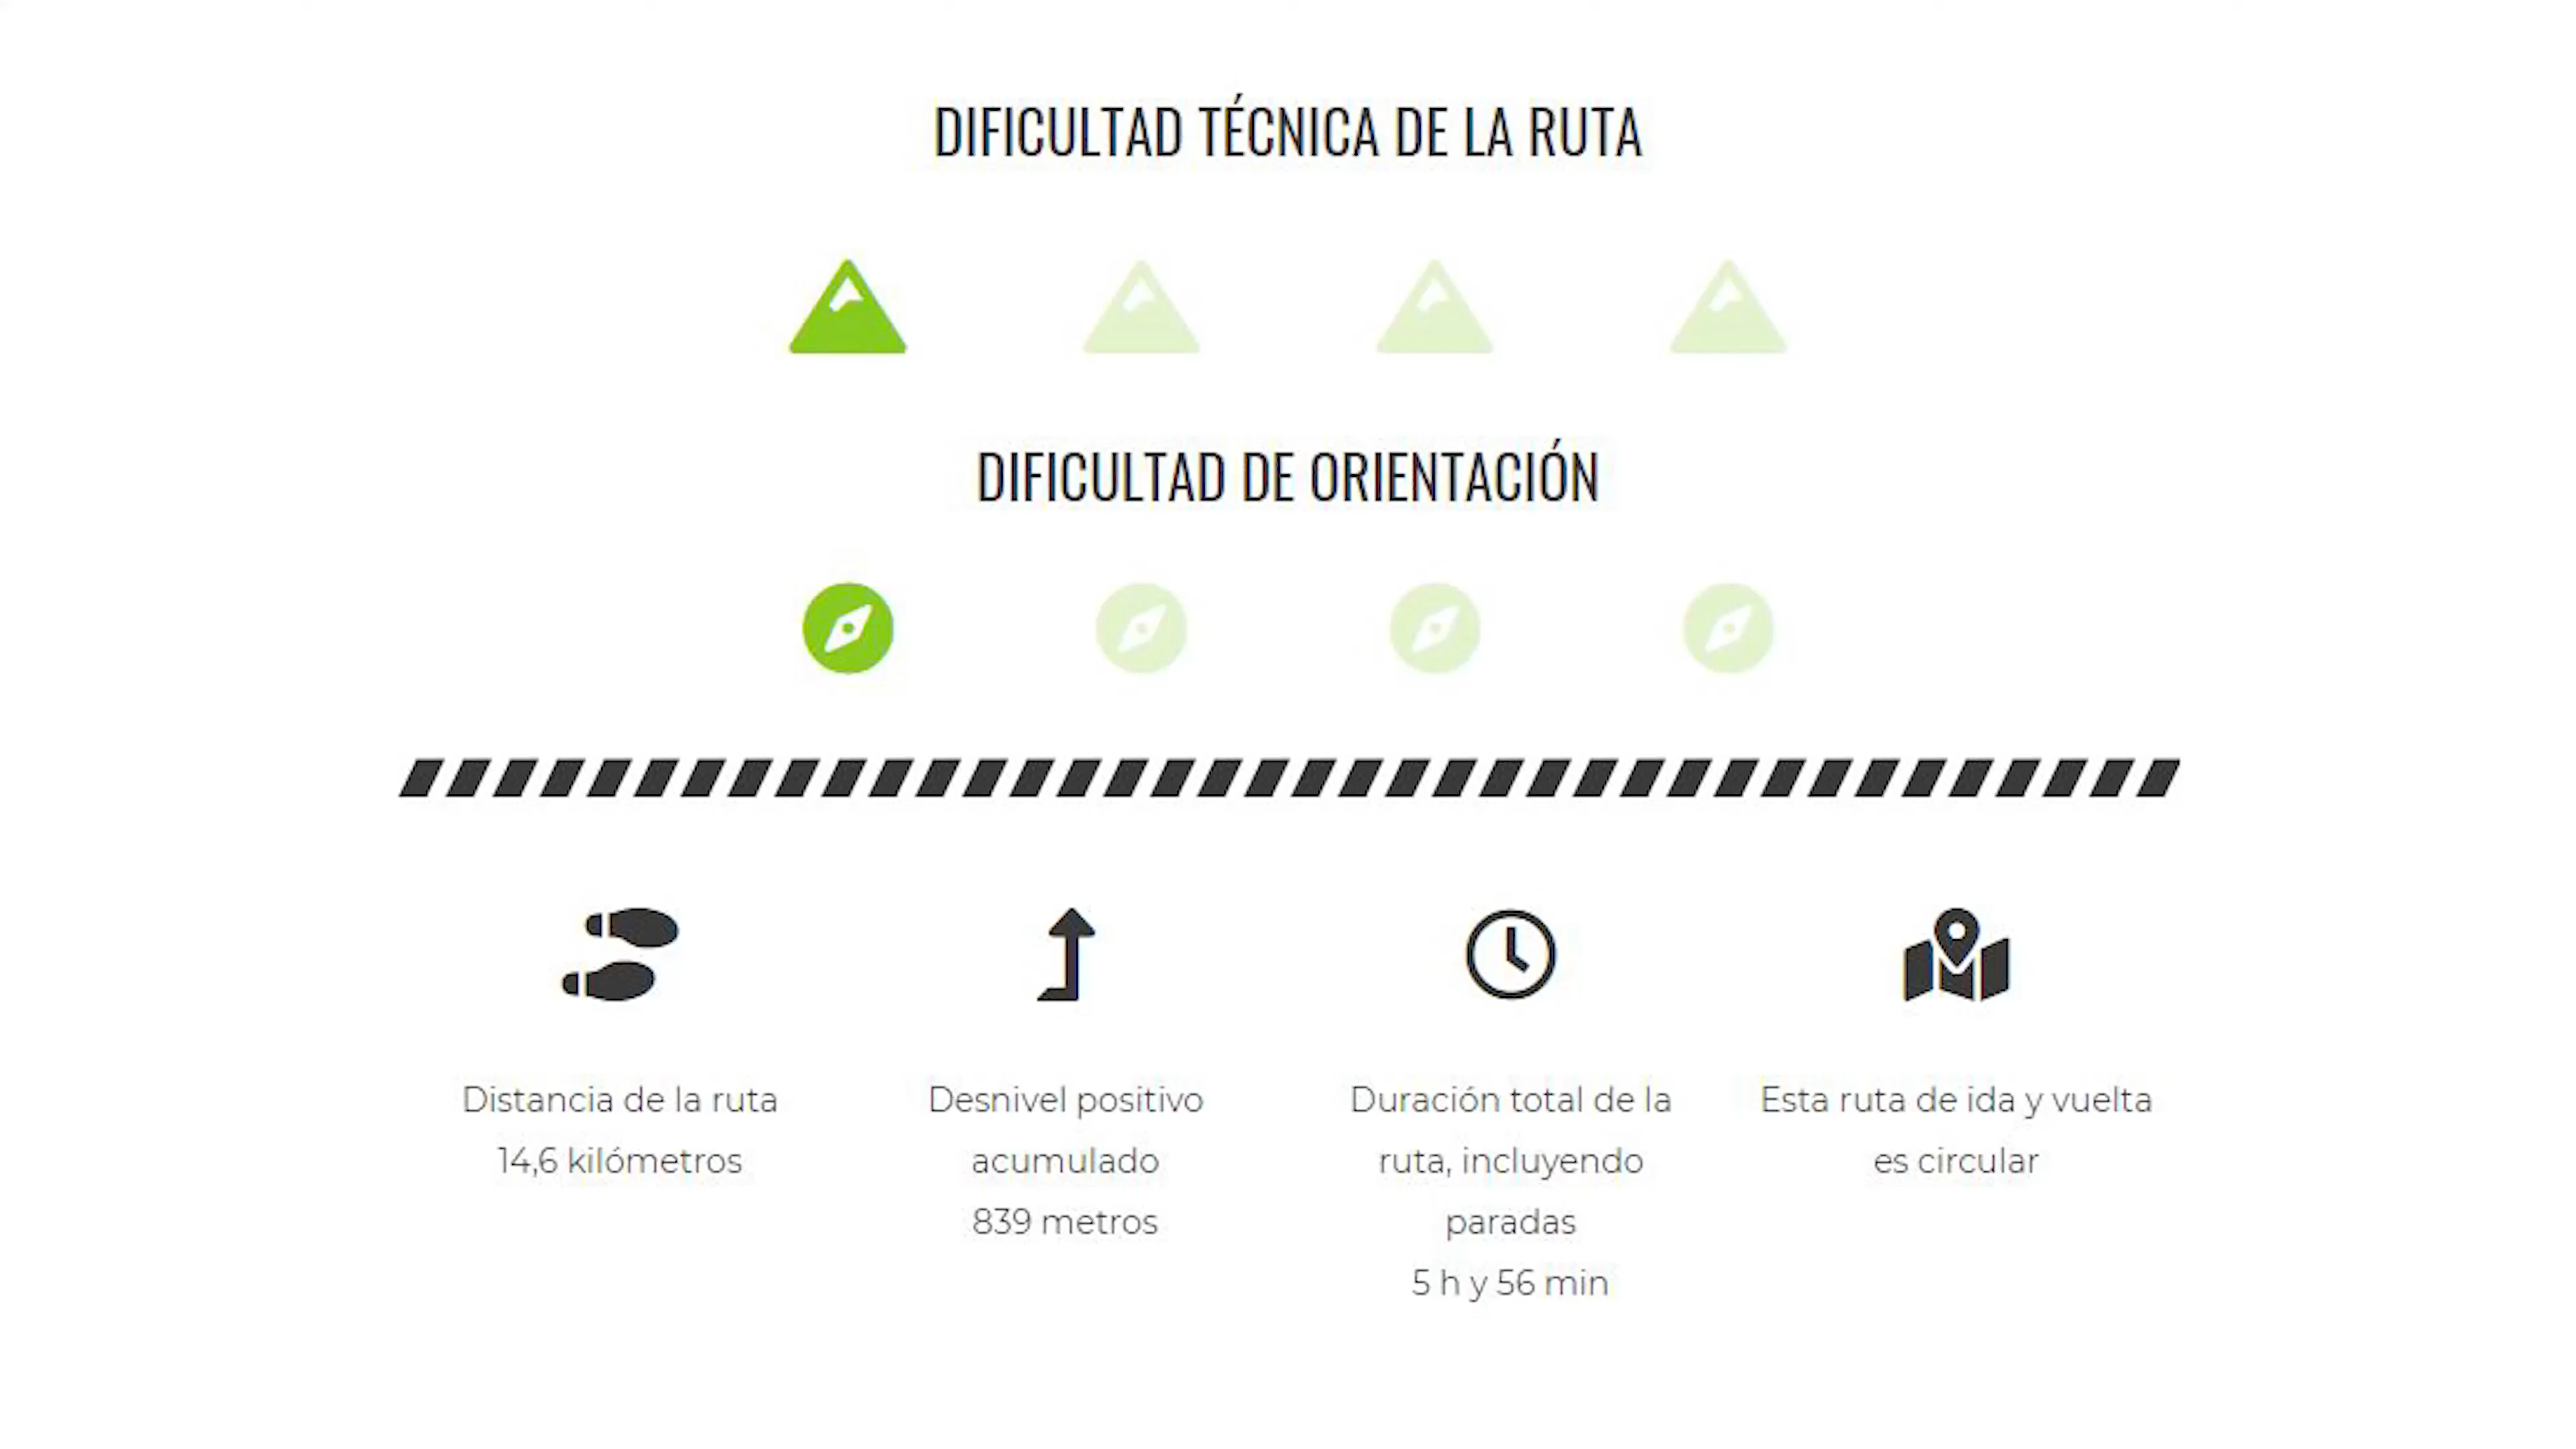 DIFICULTAD TÉCNICA DE LA RUTA
DIFICULTAD DE ORIENTACIÓN
Distancia de la ruta
14,6 kilómetros
Desnivel positivo
acumulado
839 metros
Duración total de la
ruta, incluyendo
paradas
5 h y 56 min
Esta ruta de ida y vuelta
es circular